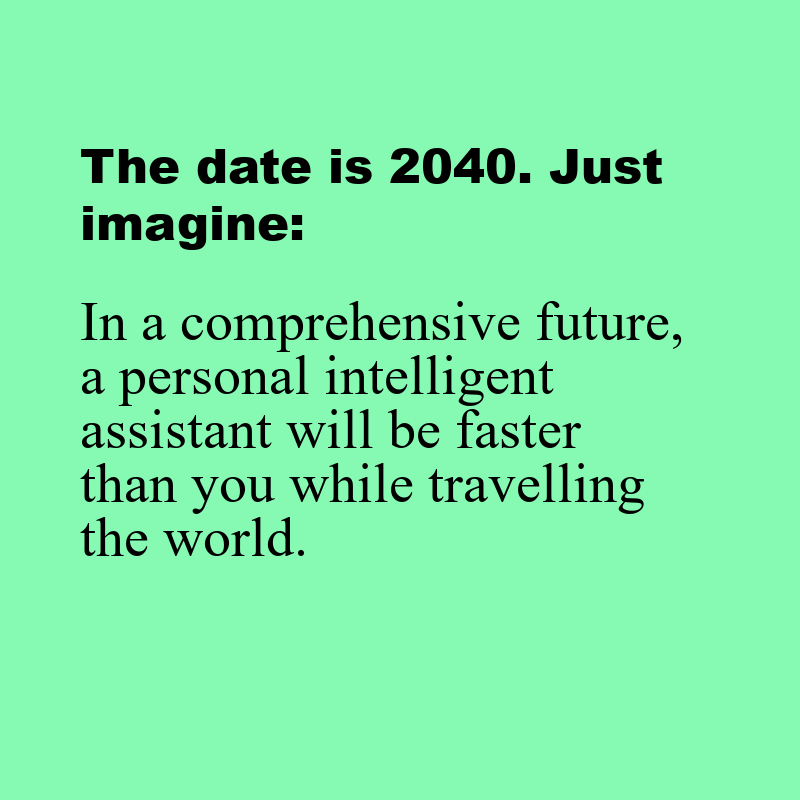 The date is 2040. Just
imagine:
In a comprehensive future,
a personal intelligent
assistant will be faster
than you while travelling
the world.